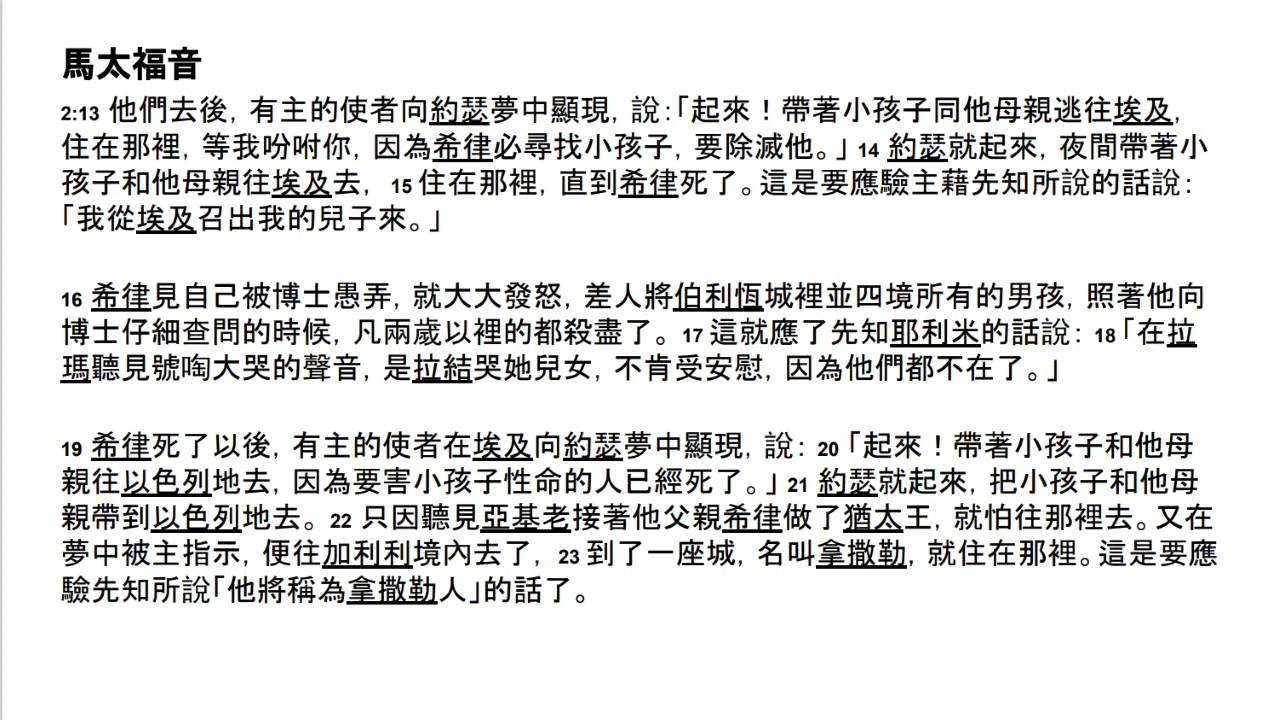 馬太福音
2:13 他們去後，有主的使者向約瑟夢中顯現，說：「起來！帶著小孩子同他母親逃往埃及，
住在那裡，等我吩咐你，因為希律必尋找小孩子，要除滅他。」14 約瑟就起來，夜間帶著小
孩子和他母親往埃及去， 15 住在那裡，直到希律死了。這是要應驗主藉先知所說的話說：
「我從埃及召出我的兒子來。」
16 希律見自己被博士愚弄，就大大發怒，差人將伯利恆城裡並四境所有的男孩，照著他向
博士仔細查問的時候，凡兩歲以裡的都殺盡了。17 這就應了先知耶利米的話說： 18「在拉
瑪聽見號啕大哭的聲音，是拉結哭她兒女，不肯受安慰，因為他們都不在了。」
19 希律死了以後，有主的使者在埃及向約瑟夢中顯現，說： 20「起來！帶著小孩子和他母
親往以色列地去，因為要害小孩子性命的人已經死了。」21 約瑟就起來，把小孩子和他母
親帶到以色列地去。22 只因聽見亞基老接著他父親希律做了猶太王，就怕往那裡去。又在
夢中被主指示，便往加利利境內去了，23 到了一座城，名叫拿撒勒，就住在那裡。這是要應
驗先知所說「他將稱為拿撒勒人」的話了。